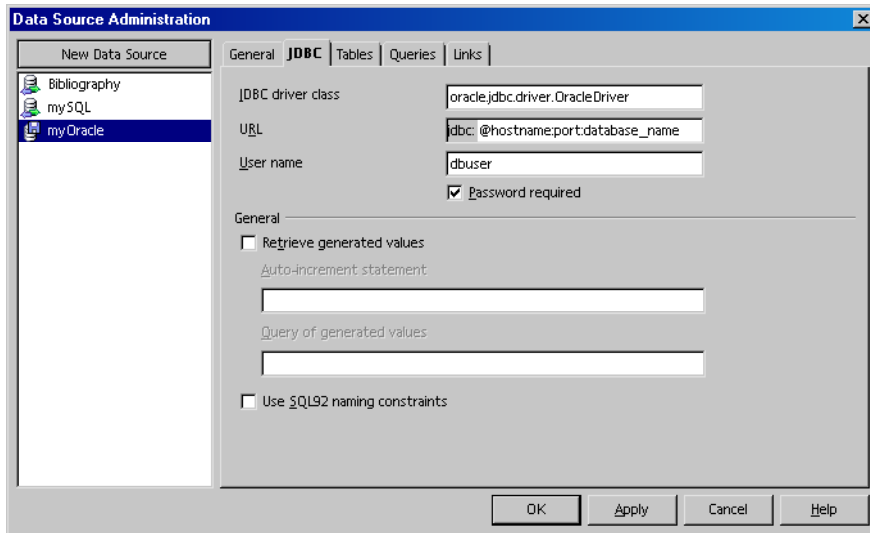 Data Source Administration
New Data Source
Bibliography
mySQL
myOracle
General JDBC Tables Queries Links
JDBC driver class
oracle.jdbc.driver.OracleDriver
URL
jdbc: @hostname:port:database_name
User name
dbuser
Password required
General
Retrieve generated values
Auto-increment statement
Query of generated values
Use SQL92 naming constraints
OK Apply Cancel Help